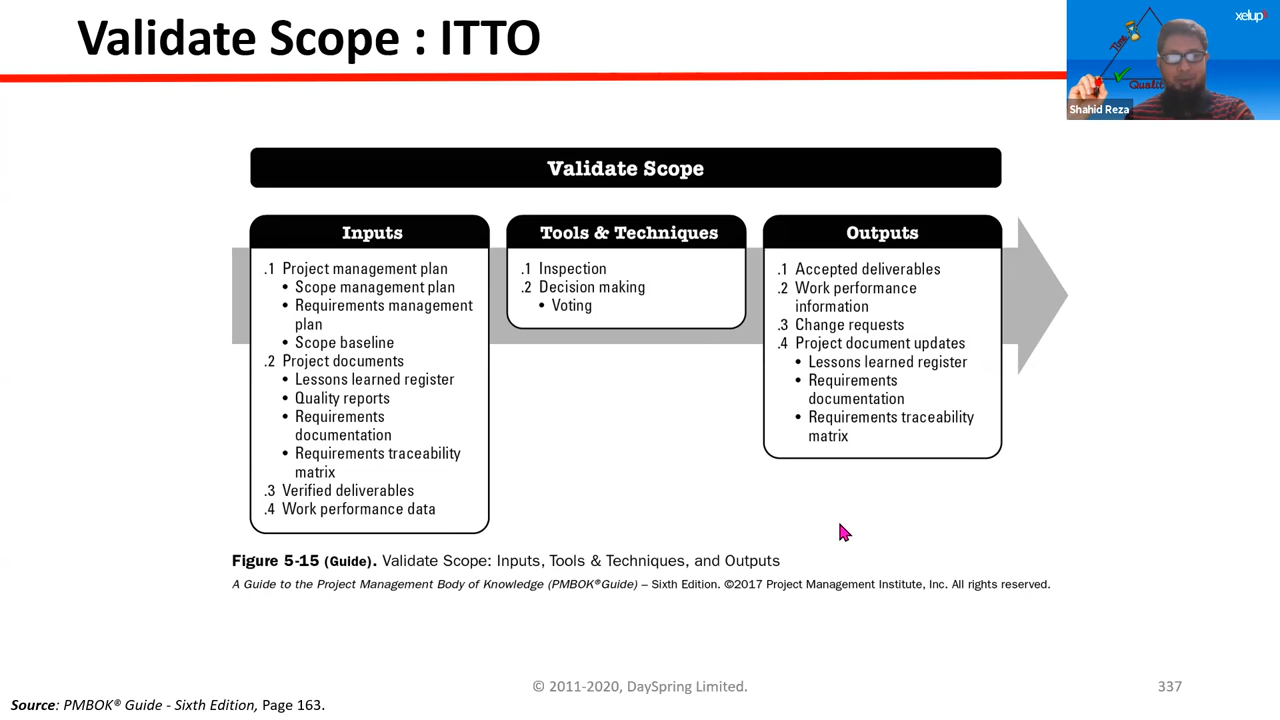 Validate Scope : ITTO
xelup
Time
Quali
Shahid Reza
Validate Scope
Inputs
.1 Project management plan
• Scope management plan
• Requirements management
plan
• Scope baseline
.2 Project documents
• Lessons learned register
• Quality reports
• Requirements
documentation
• Requirements traceability
matrix
.3 Verified deliverables
.4 Work performance data
Tools & Techniques
.1 Inspection
.2 Decision making
• Voting
Outputs
.1 Accepted deliverables
.2 Work performance
information
.3 Change requests
.4 Project document updates
• Lessons learned register
• Requirements
documentation
• Requirements traceability
matrix
Figure 5-15 (Guide). Validate Scope: Inputs, Tools & Techniques, and Outputs
A Guide to the Project Management Body of Knowledge (PMBOK®Guide) – Sixth Edition. ©2017 Project Management Institute, Inc. All rights reserved.
© 2011-2020, DaySpring Limited.
337
Source: PMBOK® Guide - Sixth Edition, Page 163.